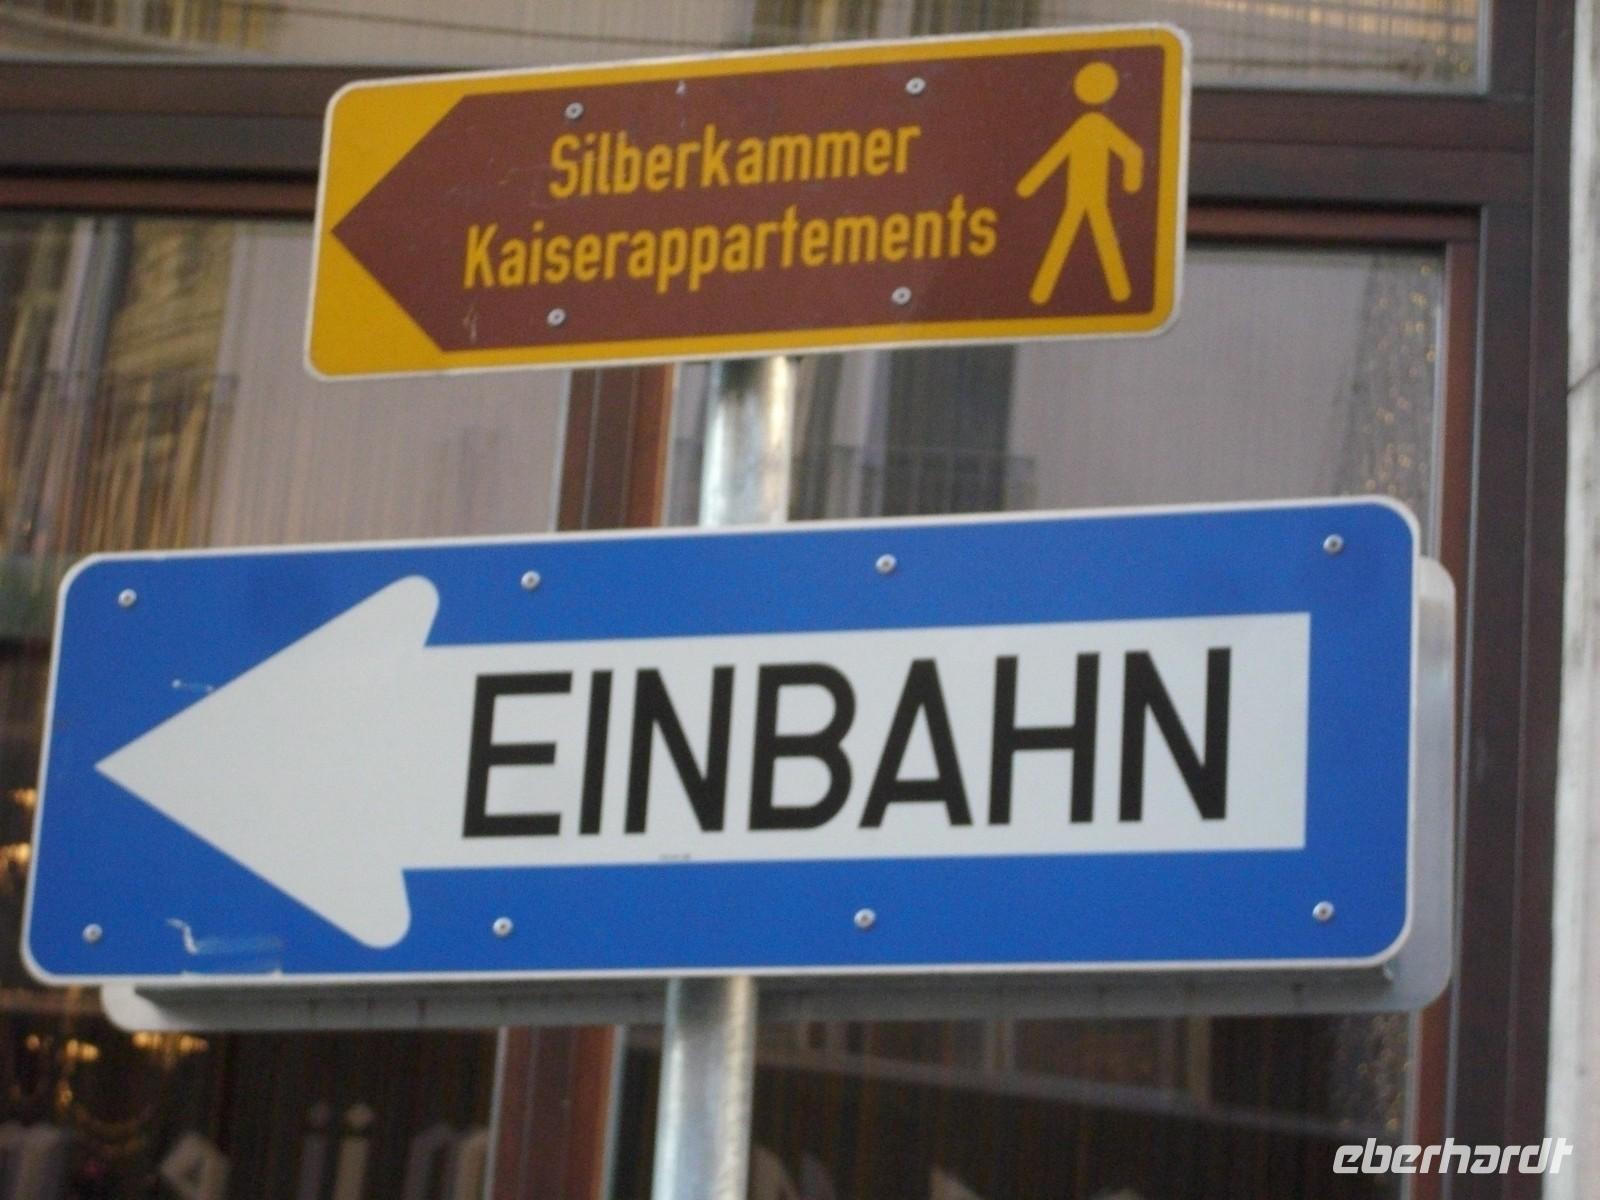 Silberkammer
Kaiserappartements
EINBAHN
eberhardt